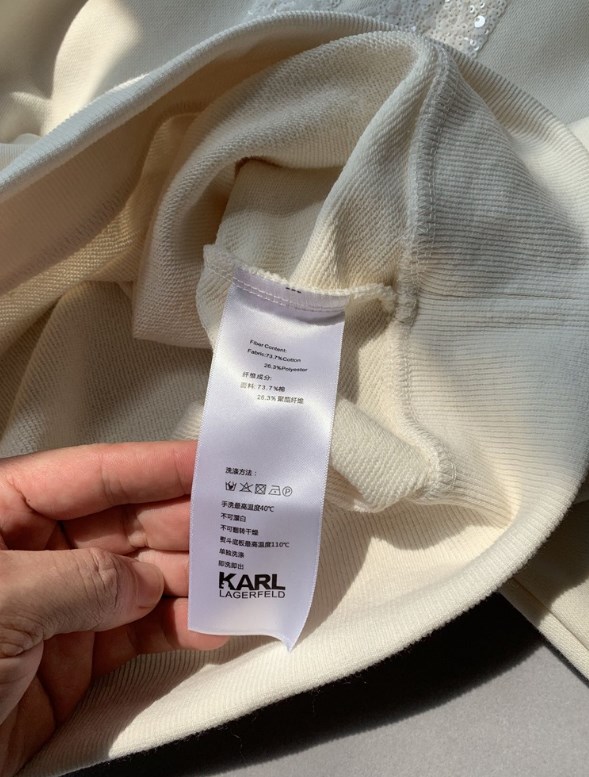 Fiber Content:
Fabric:73.7%Cotton
26.3%Polyester
纤维成分:
面料: 73.7%棉
26.3%聚酯纤维
洗涤方法:
手洗最高温度40℃
不可漂白
不可翻转干燥
熨斗底板最高温度110℃
单独洗涤
即洗即出
KARL
LAGERFELD